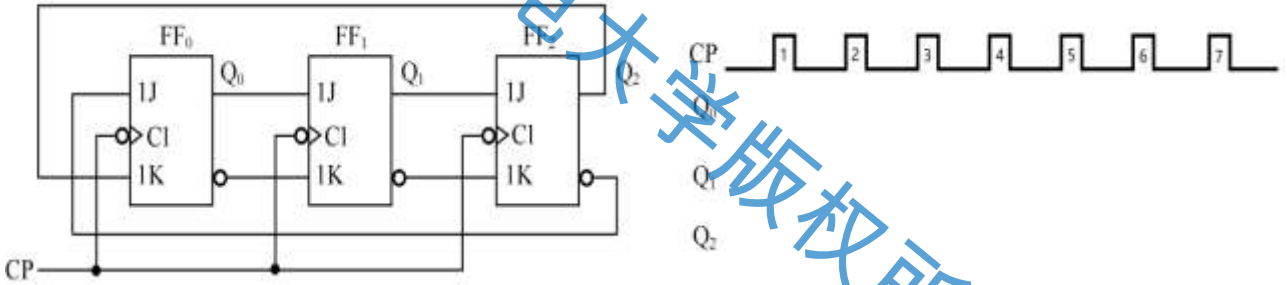 FF₀ FF₁ FF₂
Q₀ Q₁ Q₂
1J 1J 1J
C1 C1 C1
1K 1K 1K
CP
CP 1 2 3 4 5 6 7
Q₀
Q₁
Q₂
大学版权所